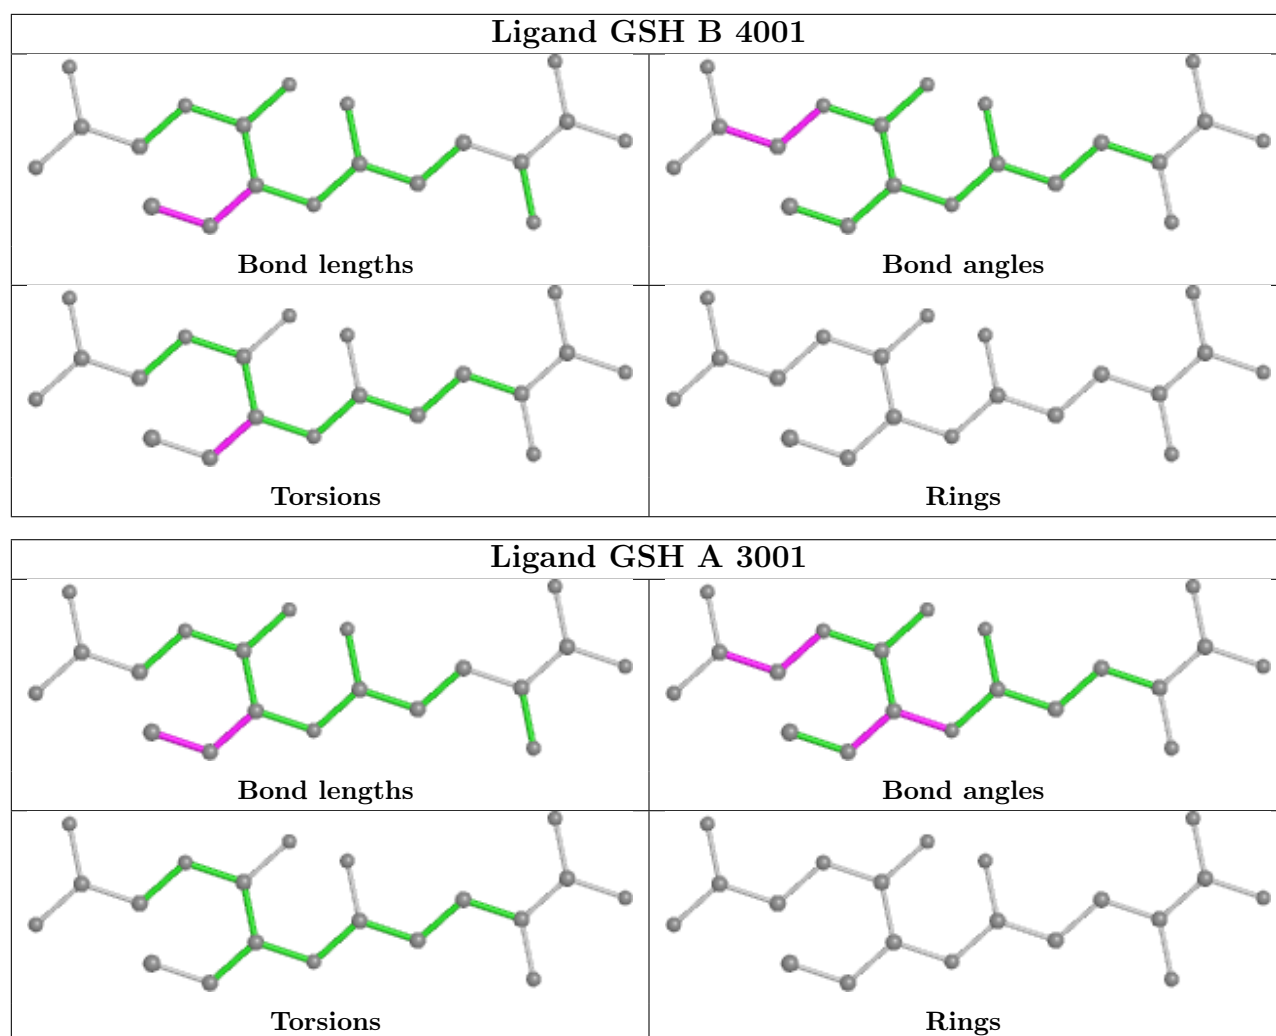 Ligand GSH B 4001
Bond lengths
Bond angles
Torsions
Rings
Ligand GSH A 3001
Bond lengths
Bond angles
Torsions
Rings